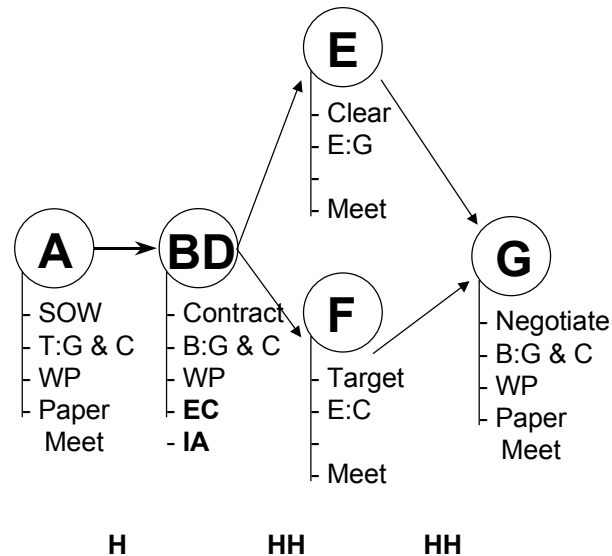 E
- Clear
- E:G
-
- Meet
A
- SOW
- T:G & C
- WP
- Paper
Meet
BD
- Contract
- B:G & C
- WP
- EC
- IA
F
- Target
- E:C
-
- Meet
G
- Negotiate
- B:G & C
- WP
- Paper
Meet
H HH HH